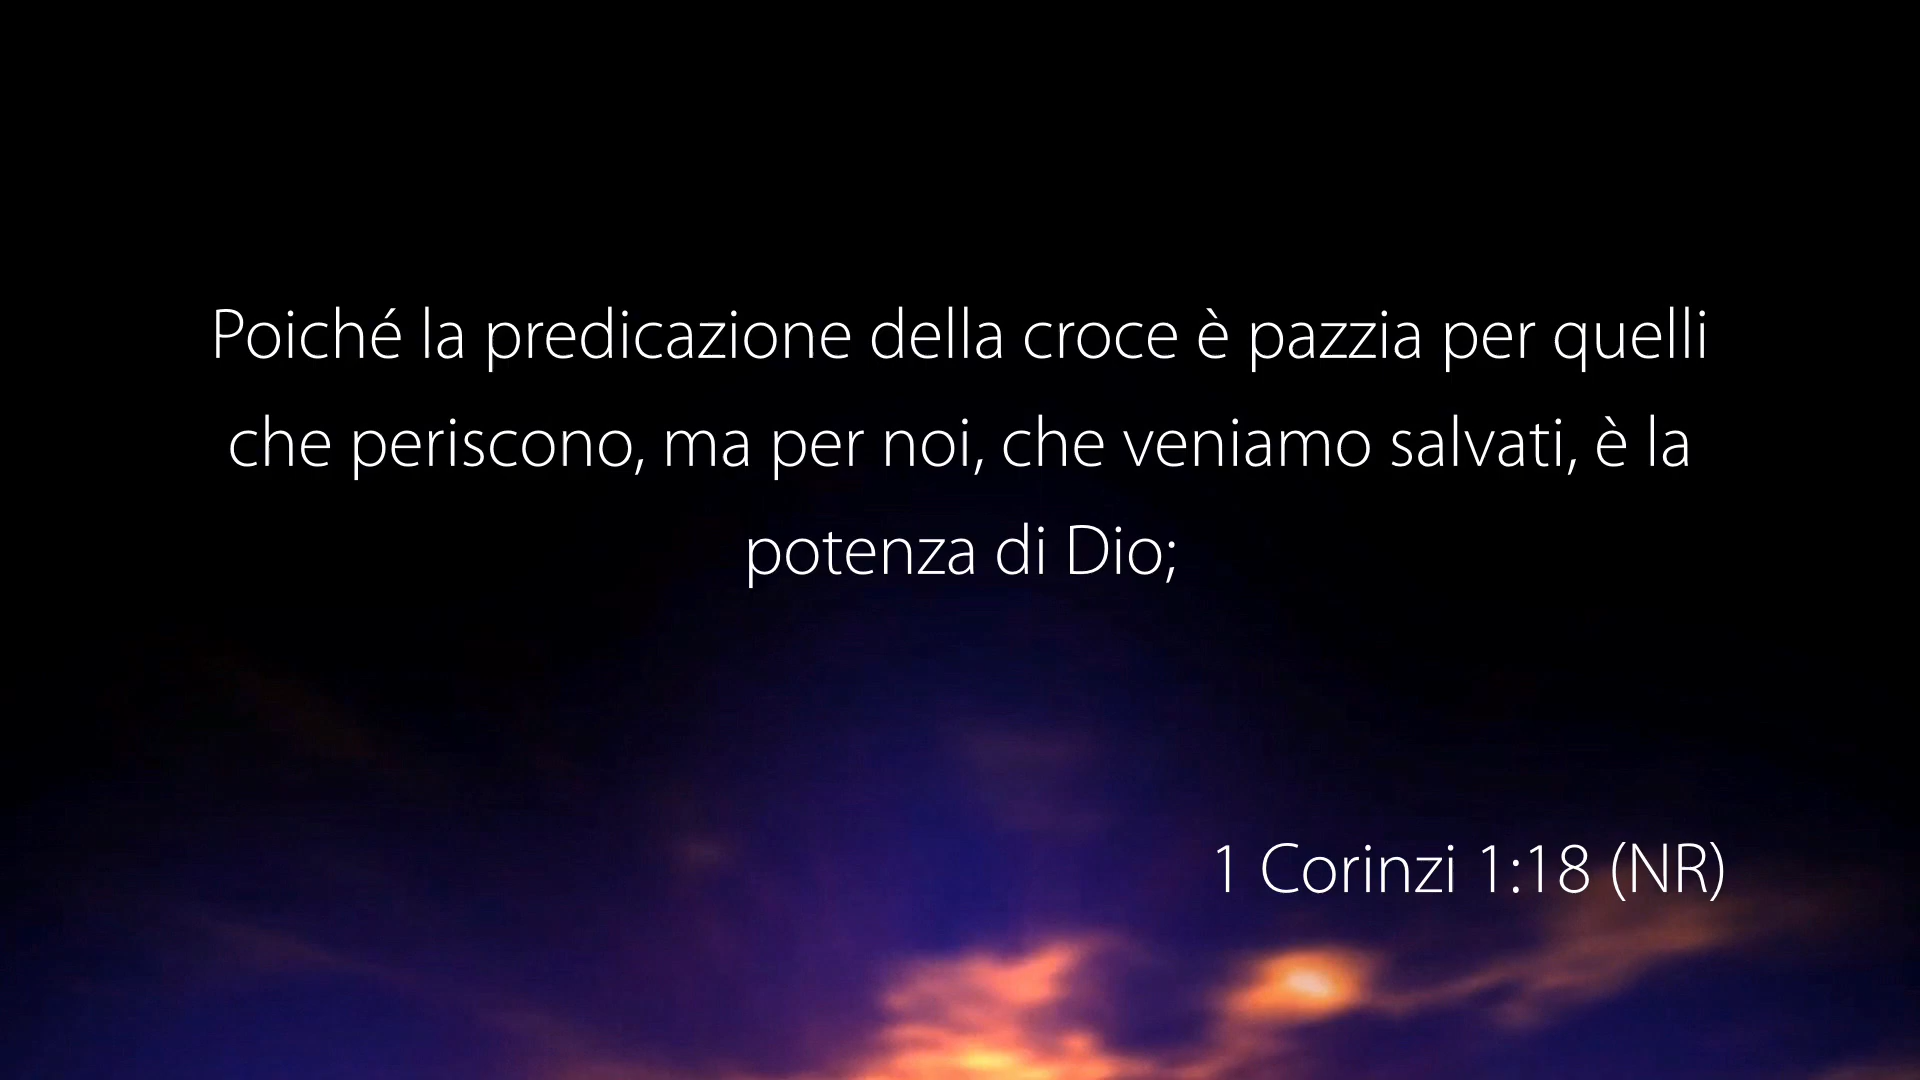 Poiché la predicazione della croce è pazzia per quelli
che periscono, ma per noi, che veniamo salvati, è la
potenza di Dio;
1 Corinzi 1:18 (NR)